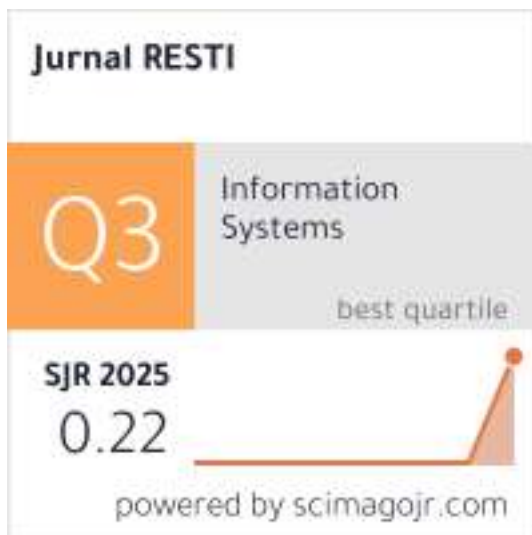 Jurnal RESTI
Q3
Information
Systems
best quartile
SJR 2025
0.22
powered by scimagojr.com